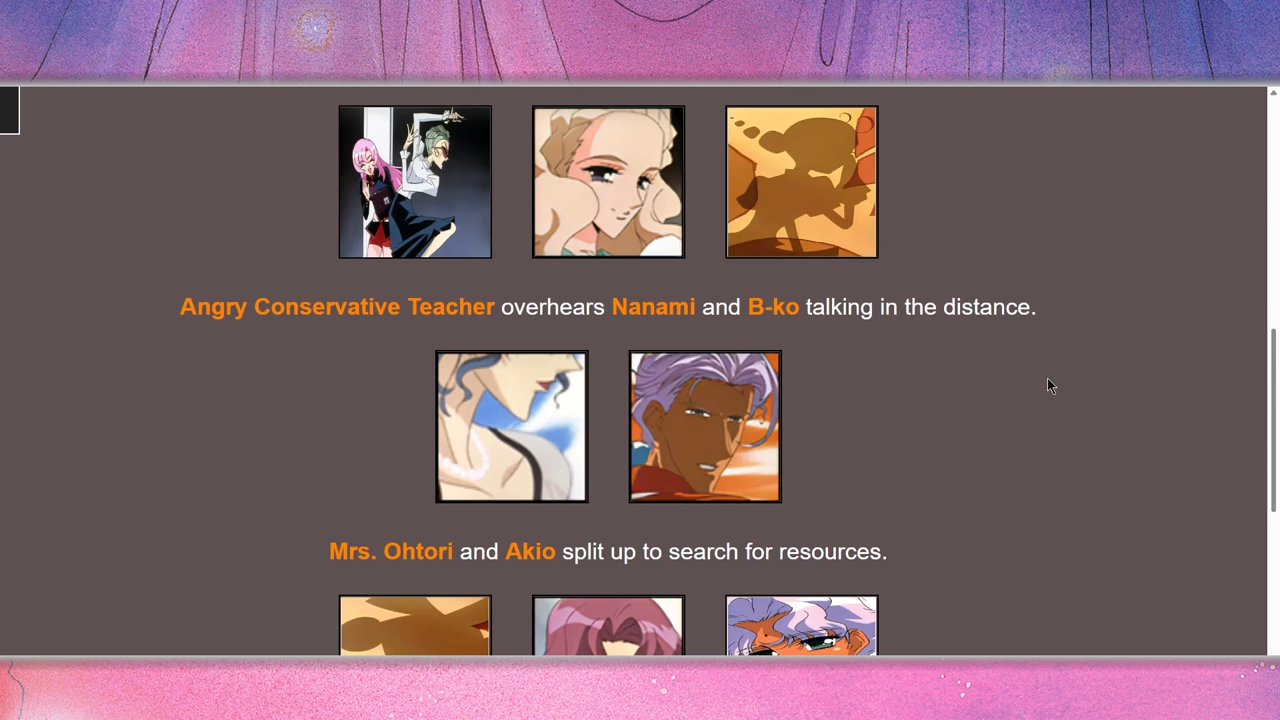 Angry Conservative Teacher overhears Nanami and B-ko talking in the distance.
Mrs. Ohtori and Akio split up to search for resources.